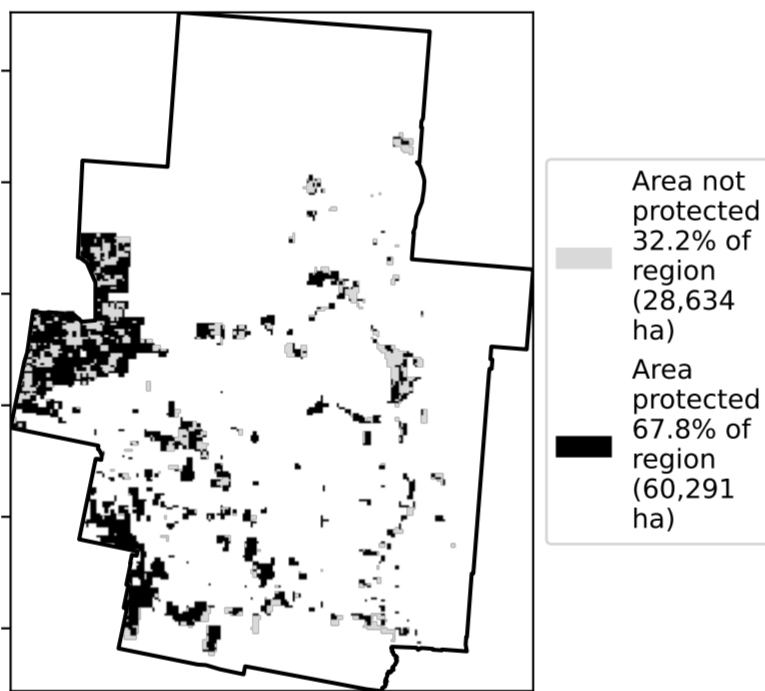 Area not
protected
32.2% of
region
(28,634
ha)
Area
protected
67.8% of
region
(60,291
ha)